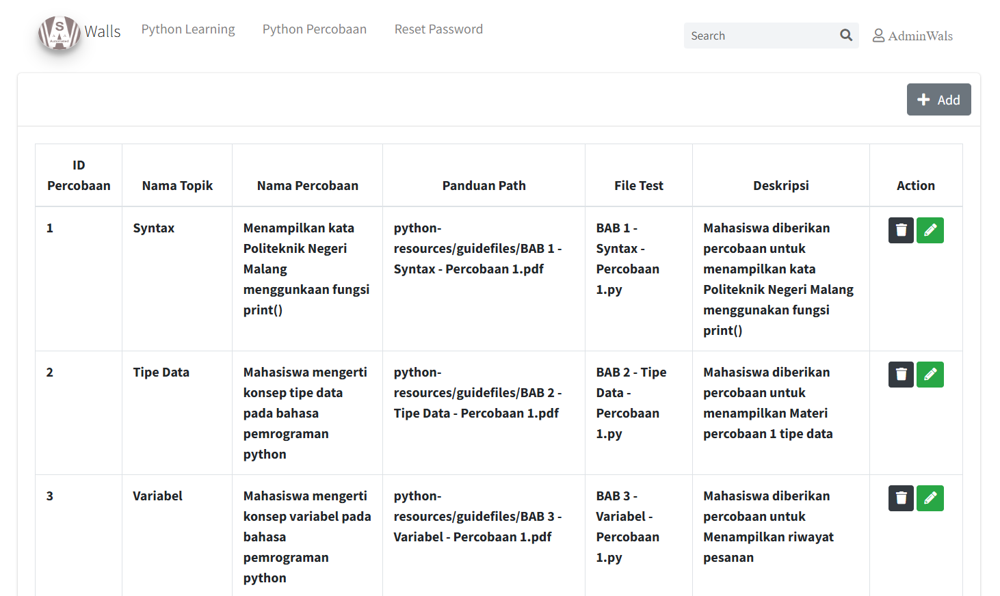 S
A A
Automated
Walls
Python Learning
Python Percobaan
Reset Password
Search
AdminWals
Add
ID
Percobaan
Nama Topik
Nama Percobaan
Panduan Path
File Test
Deskripsi
Action
1
Syntax
Menampilkan kata
Politeknik Negeri
Malang
menggunkaan fungsi
print()
python-
resources/guidefiles/BAB 1 -
Syntax - Percobaan 1.pdf
BAB 1 -
Syntax -
Percobaan
1.py
Mahasiswa diberikan
percobaan untuk
menampilkan kata
Politeknik Negeri Malang
menggunakan fungsi
print()
2
Tipe Data
Mahasiswa mengerti
konsep tipe data
pada bahasa
pemrograman
python
python-
resources/guidefiles/BAB 2 -
Tipe Data - Percobaan 1.pdf
BAB 2 - Tipe
Data -
Percobaan
1.py
Mahasiswa diberikan
percobaan untuk
menampilkan Materi
percobaan 1 tipe data
3
Variabel
Mahasiswa mengerti
konsep variabel pada
bahasa
pemrograman
python
python-
resources/guidefiles/BAB 3 -
Variabel - Percobaan 1.pdf
BAB 3 -
Variabel -
Percobaan
1.py
Mahasiswa diberikan
percobaan untuk
Menampilkan riwayat
pesanan